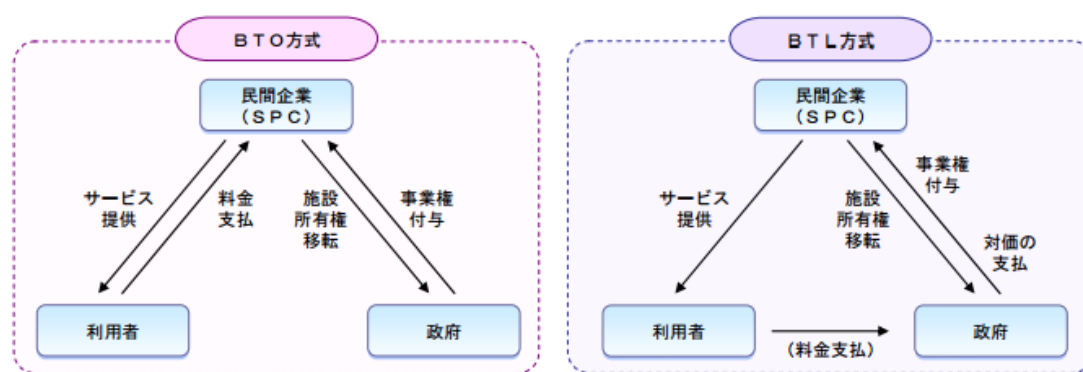 ＢＴＯ方式
民間企業
（ＳＰＣ）
サービス
提供
料金
支払
施設
所有権
移転
事業権
付与
利用者
政府
ＢＴＬ方式
民間企業
（ＳＰＣ）
サービス
提供
施設
所有権
移転
事業権
付与
対価の
支払
利用者
（料金支払）
政府